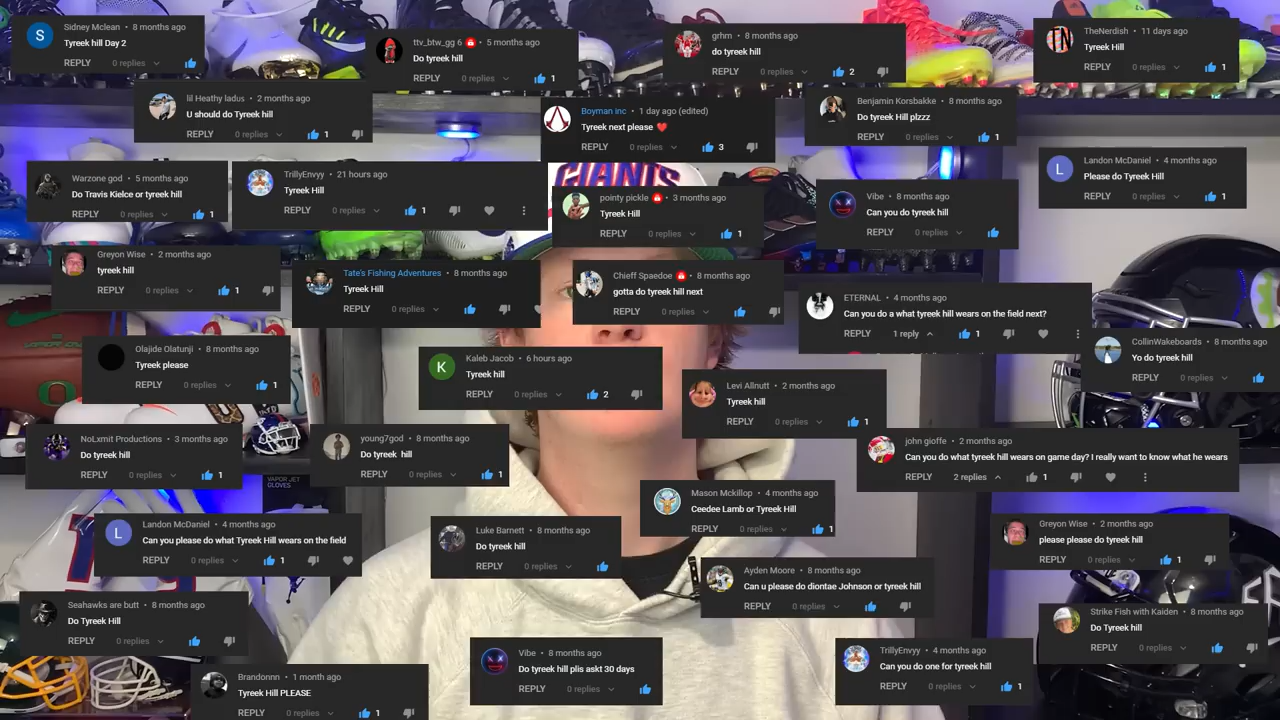 Sidney Mclean • 8 months ago
Tyreek hill Day 2
REPLY 0 replies
ttv_btw_gg 6 • 5 months ago
Do tyreek hill
REPLY 0 replies 1
grhm • 8 months ago
do tyreek hill
REPLY 0 replies 2
TheNerdish • 11 days ago
Tyreek Hill
REPLY 0 replies 1
lil Heathy ladus • 2 months ago
U should do Tyreek hill
REPLY 0 replies 1
Boyman inc • 1 day ago (edited)
Tyreek next please ❤️
REPLY 0 replies 3
Benjamin Korsbakke • 8 months ago
Do tyreek Hill plzzz
REPLY 0 replies 1
Landon McDaniel • 4 months ago
Please do Tyreek Hill
REPLY 0 replies 1
L
Warzone god • 5 months ago
Do Travis Kielce or tyreek hill
REPLY 0 replies 1
TrillyEnvyy • 21 hours ago
Tyreek Hill
REPLY 0 replies 1
GIANTS
pointy pickle • 3 months ago
Tyreek Hill
REPLY 0 replies 1
Vibe • 8 months ago
Can you do tyreek hill
REPLY 0 replies
Greyon Wise • 2 months ago
tyreek hill
REPLY 0 replies 1
Tate's Fishing Adventures • 8 months ago
Tyreek Hill
REPLY 0 replies
Chieff Spaedoe • 8 months ago
gotta do tyreek hill next
REPLY 0 replies
ETERNAL • 4 months ago
Can you do a what tyreek hill wears on the field next?
REPLY 1 reply 1
CollinWakeboards • 8 months ago
Yo do tyreek hill
REPLY 0 replies
Olajide Olatunji • 8 months ago
Tyreek please
REPLY 0 replies 1
K
Kaleb Jacob • 6 hours ago
Tyreek hill
REPLY 0 replies 2
Levi Allnutt • 2 months ago
Tyreek hill
REPLY 0 replies 1
NoLxmit Productions • 3 months ago
Do tyreek hill
REPLY 0 replies 1
young7god • 8 months ago
Do tyreek hill
REPLY 0 replies 1
john gioffe • 2 months ago
Can you do what tyreek hill wears on game day? I really want to know what he wears
REPLY 2 replies 1
VAPOR JET
GLOVES
Mason Mckillop • 4 months ago
Ceedee Lamb or Tyreek Hill
REPLY 0 replies 1
L
Landon McDaniel • 4 months ago
Can you please do what Tyreek Hill wears on the field
REPLY 0 replies 1
Luke Barnett • 8 months ago
Do tyreek hill
REPLY 0 replies
Greyon Wise • 2 months ago
please please do tyreek hill
REPLY 0 replies 1
Ayden Moore • 8 months ago
Can u please do diontae Johnson or tyreek hill
REPLY 0 replies
Seahawks are butt • 8 months ago
Do Tyreek Hill
REPLY 0 replies
Strike Fish with Kaiden • 8 months ago
Do Tyreek hill
REPLY 0 replies
Vibe • 8 months ago
Do tyreek hill plis askt 30 days
REPLY 0 replies
TrillyEnvyy • 4 months ago
Can you do one for tyreek hill
REPLY 0 replies 1
Brandonnn • 1 month ago
Tyreek Hill PLEASE
REPLY 0 replies 1